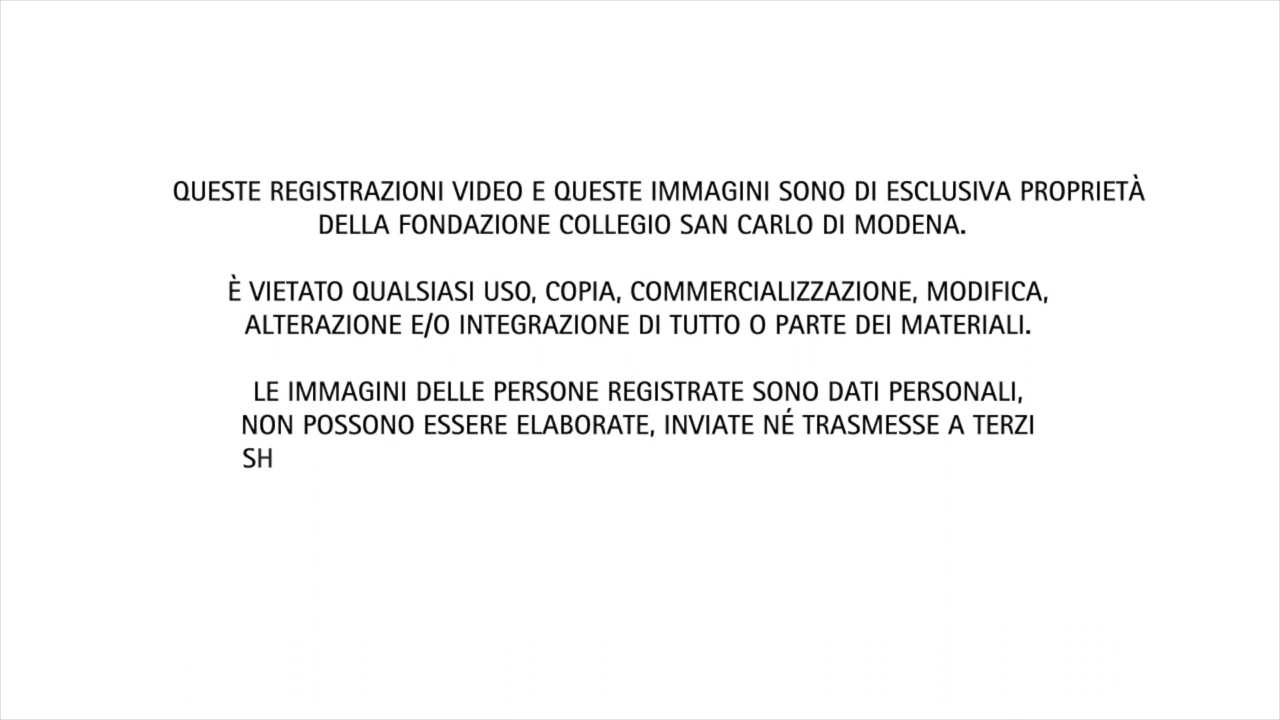 QUESTE REGISTRAZIONI VIDEO E QUESTE IMMAGINI SONO DI ESCLUSIVA PROPRIETÀ
DELLA FONDAZIONE COLLEGIO SAN CARLO DI MODENA.
È VIETATO QUALSIASI USO, COPIA, COMMERCIALIZZAZIONE, MODIFICA,
ALTERAZIONE E/O INTEGRAZIONE DI TUTTO O PARTE DEI MATERIALI.
LE IMMAGINI DELLE PERSONE REGISTRATE SONO DATI PERSONALI,
NON POSSONO ESSERE ELABORATE, INVIATE NÉ TRASMESSE A TERZI
SH